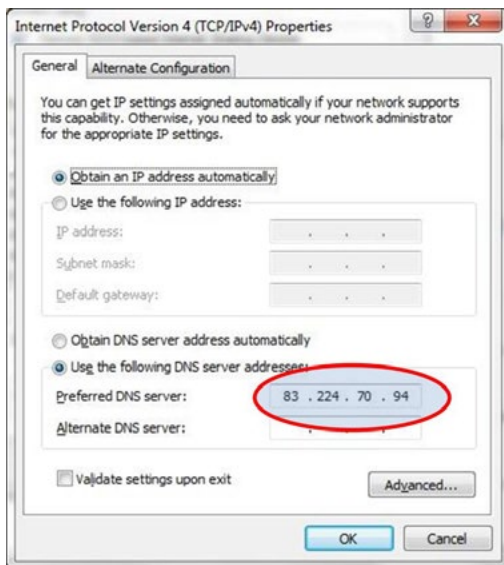 Internet Protocol Version 4 (TCP/IPv4) Properties
General
Alternate Configuration
You can get IP settings assigned automatically if your network supports
this capability. Otherwise, you need to ask your network administrator
for the appropriate IP settings.
Obtain an IP address automatically
Use the following IP address:
IP address:
. . .
Subnet mask:
. . .
Default gateway:
. . .
Obtain DNS server address automatically
Use the following DNS server addresses:
Preferred DNS server:
83 . 224 . 70 . 94
Alternate DNS server:
. . .
Validate settings upon exit
Advanced...
OK
Cancel